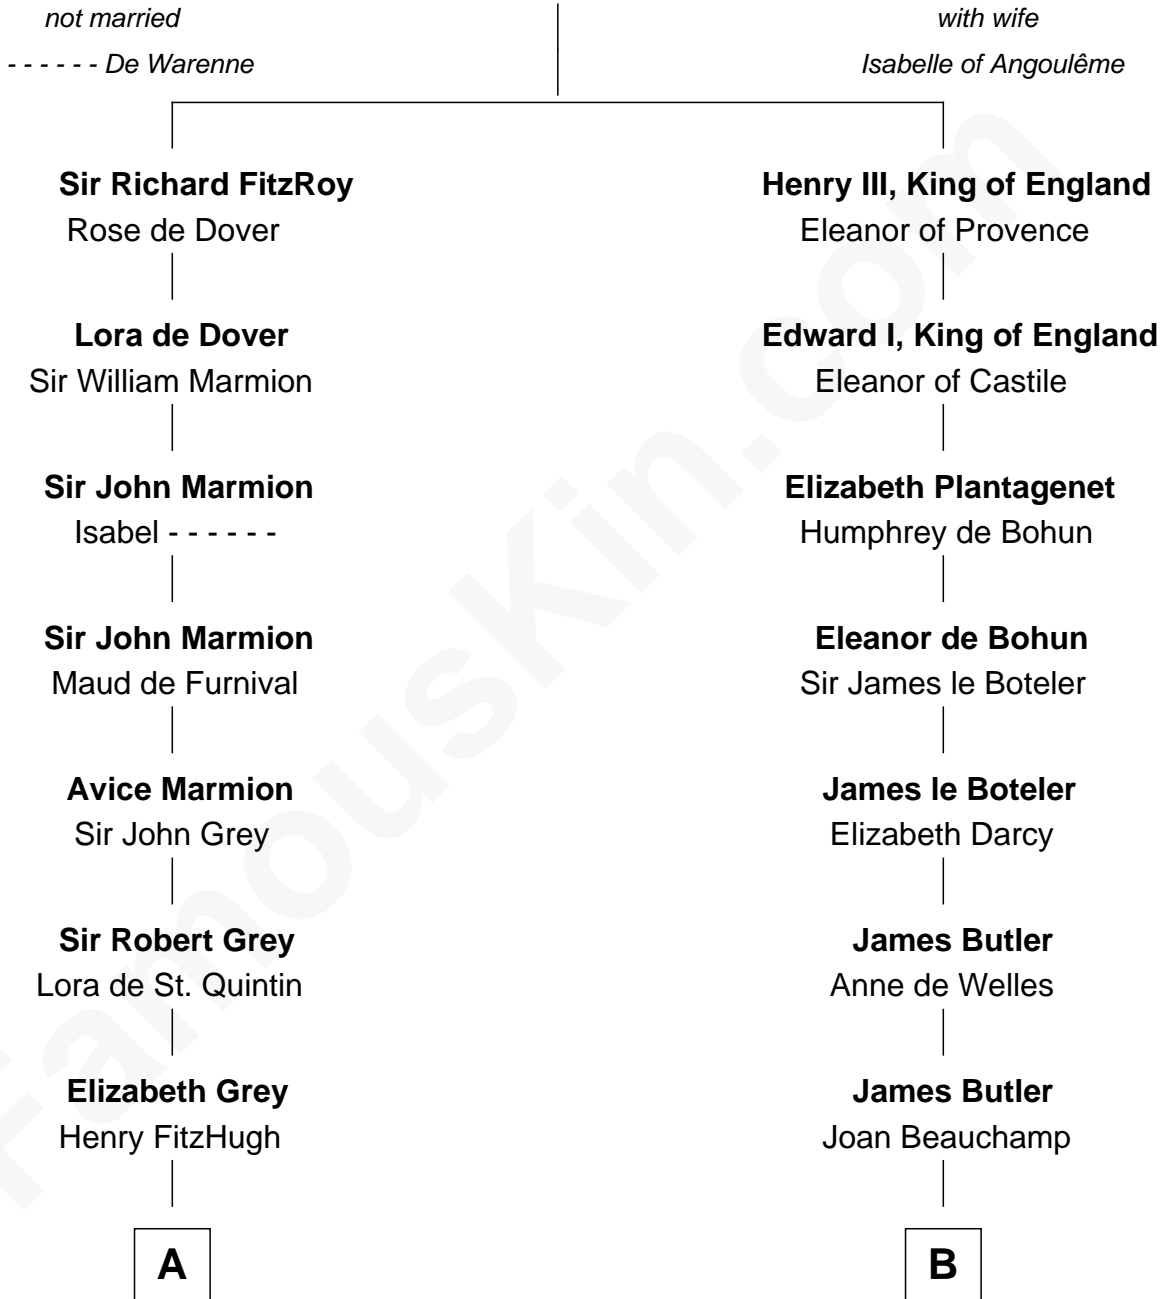 not married
with wife
- - - - - - De Warenne
Isabelle of Angoulême
Sir Richard FitzRoy
Rose de Dover
Henry III, King of England
Eleanor of Provence
Lora de Dover
Sir William Marmion
Edward I, King of England
Eleanor of Castile
Sir John Marmion
Isabel - - - - - -
Elizabeth Plantagenet
Humphrey de Bohun
Sir John Marmion
Maud de Furnival
Eleanor de Bohun
Sir James le Boteler
Avice Marmion
Sir John Grey
James le Boteler
Elizabeth Darcy
Sir Robert Grey
Lora de St. Quintin
James Butler
Anne de Welles
Elizabeth Grey
Henry FitzHugh
James Butler
Joan Beauchamp
A
B
FamousKin.com